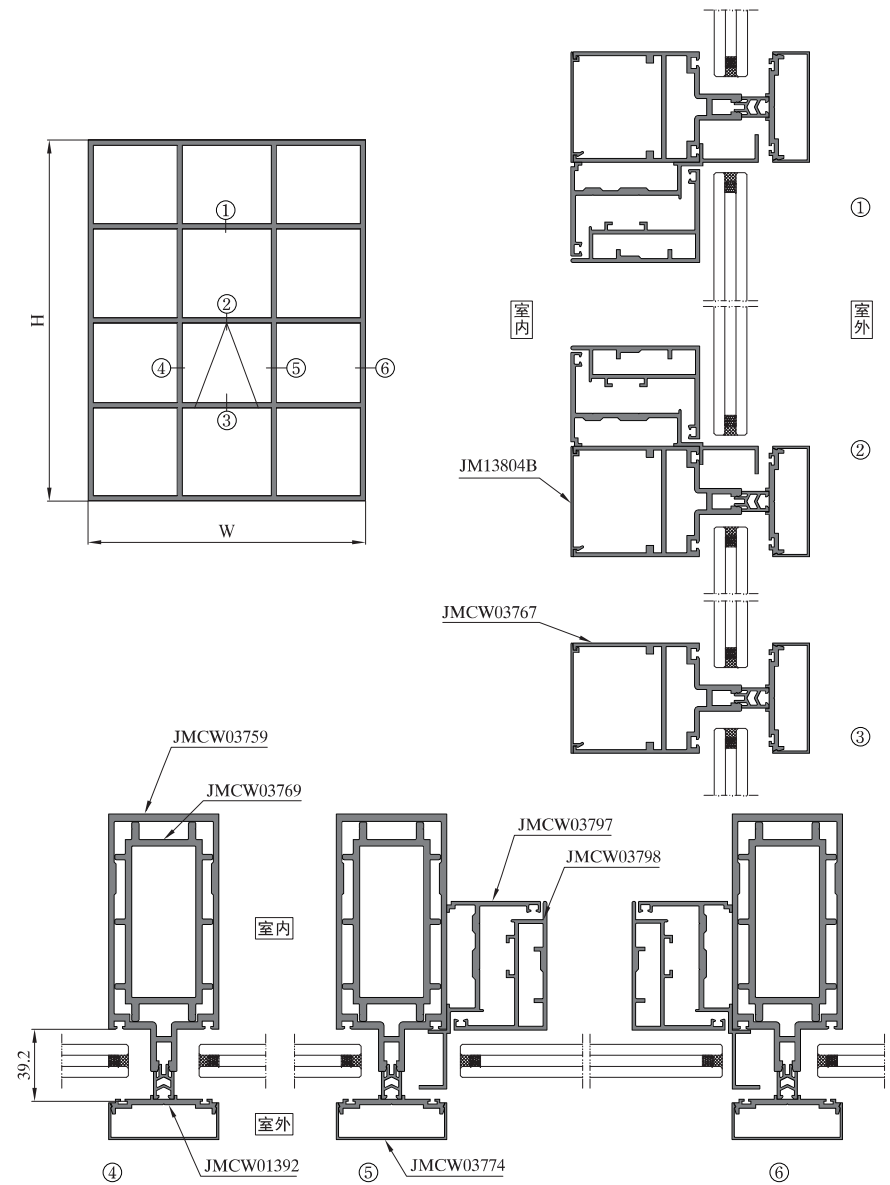 ①
室内
室外
①
②
H
④
⑤
⑥
③
JM13804B
②
W
JMCW03767
③
JMCW03759
JMCW03769
JMCW03797
JMCW03798
室内
39.2
室外
JMCW01392
JMCW03774
④
⑤
⑥